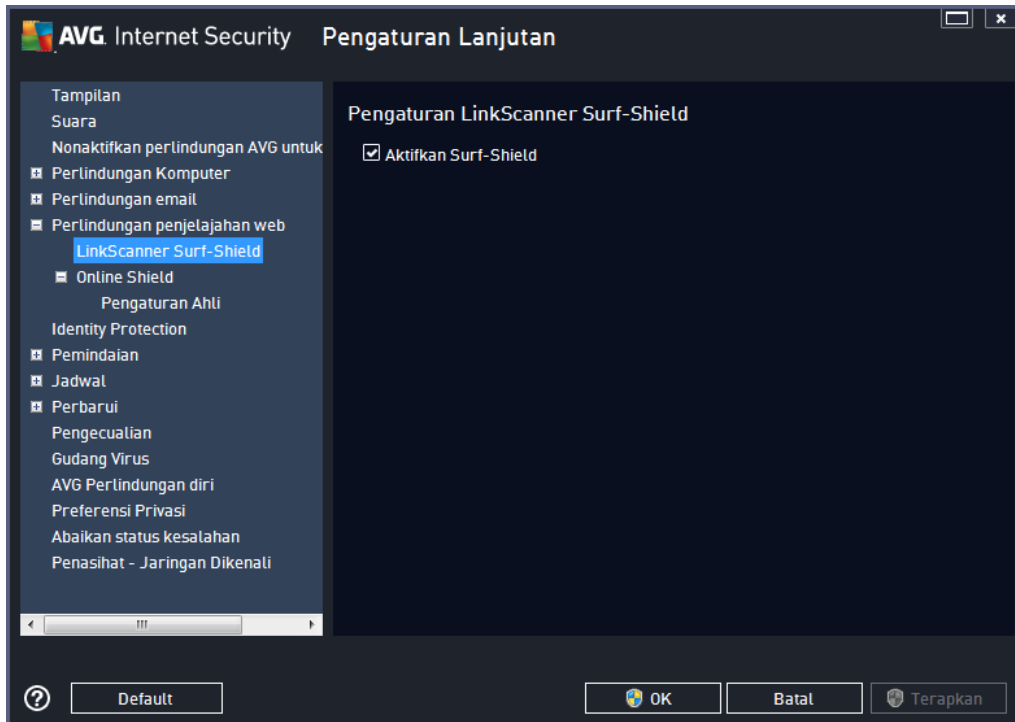 AVG. Internet Security Pengaturan Lanjutan
Tampilan
Suara
Nonaktifkan perlindungan AVG untuk
Perlindungan Komputer
Perlindungan email
Perlindungan penjelajahan web
LinkScanner Surf-Shield
Online Shield
Pengaturan Ahli
Identity Protection
Pemindaian
Jadwal
Perbarui
Pengecualian
Gudang Virus
AVG Perlindungan diri
Preferensi Privasi
Abaikan status kesalahan
Penasihat - Jaringan Dikenali
Pengaturan LinkScanner Surf-Shield
Aktifkan Surf-Shield
? Default OK Batal Terapkan